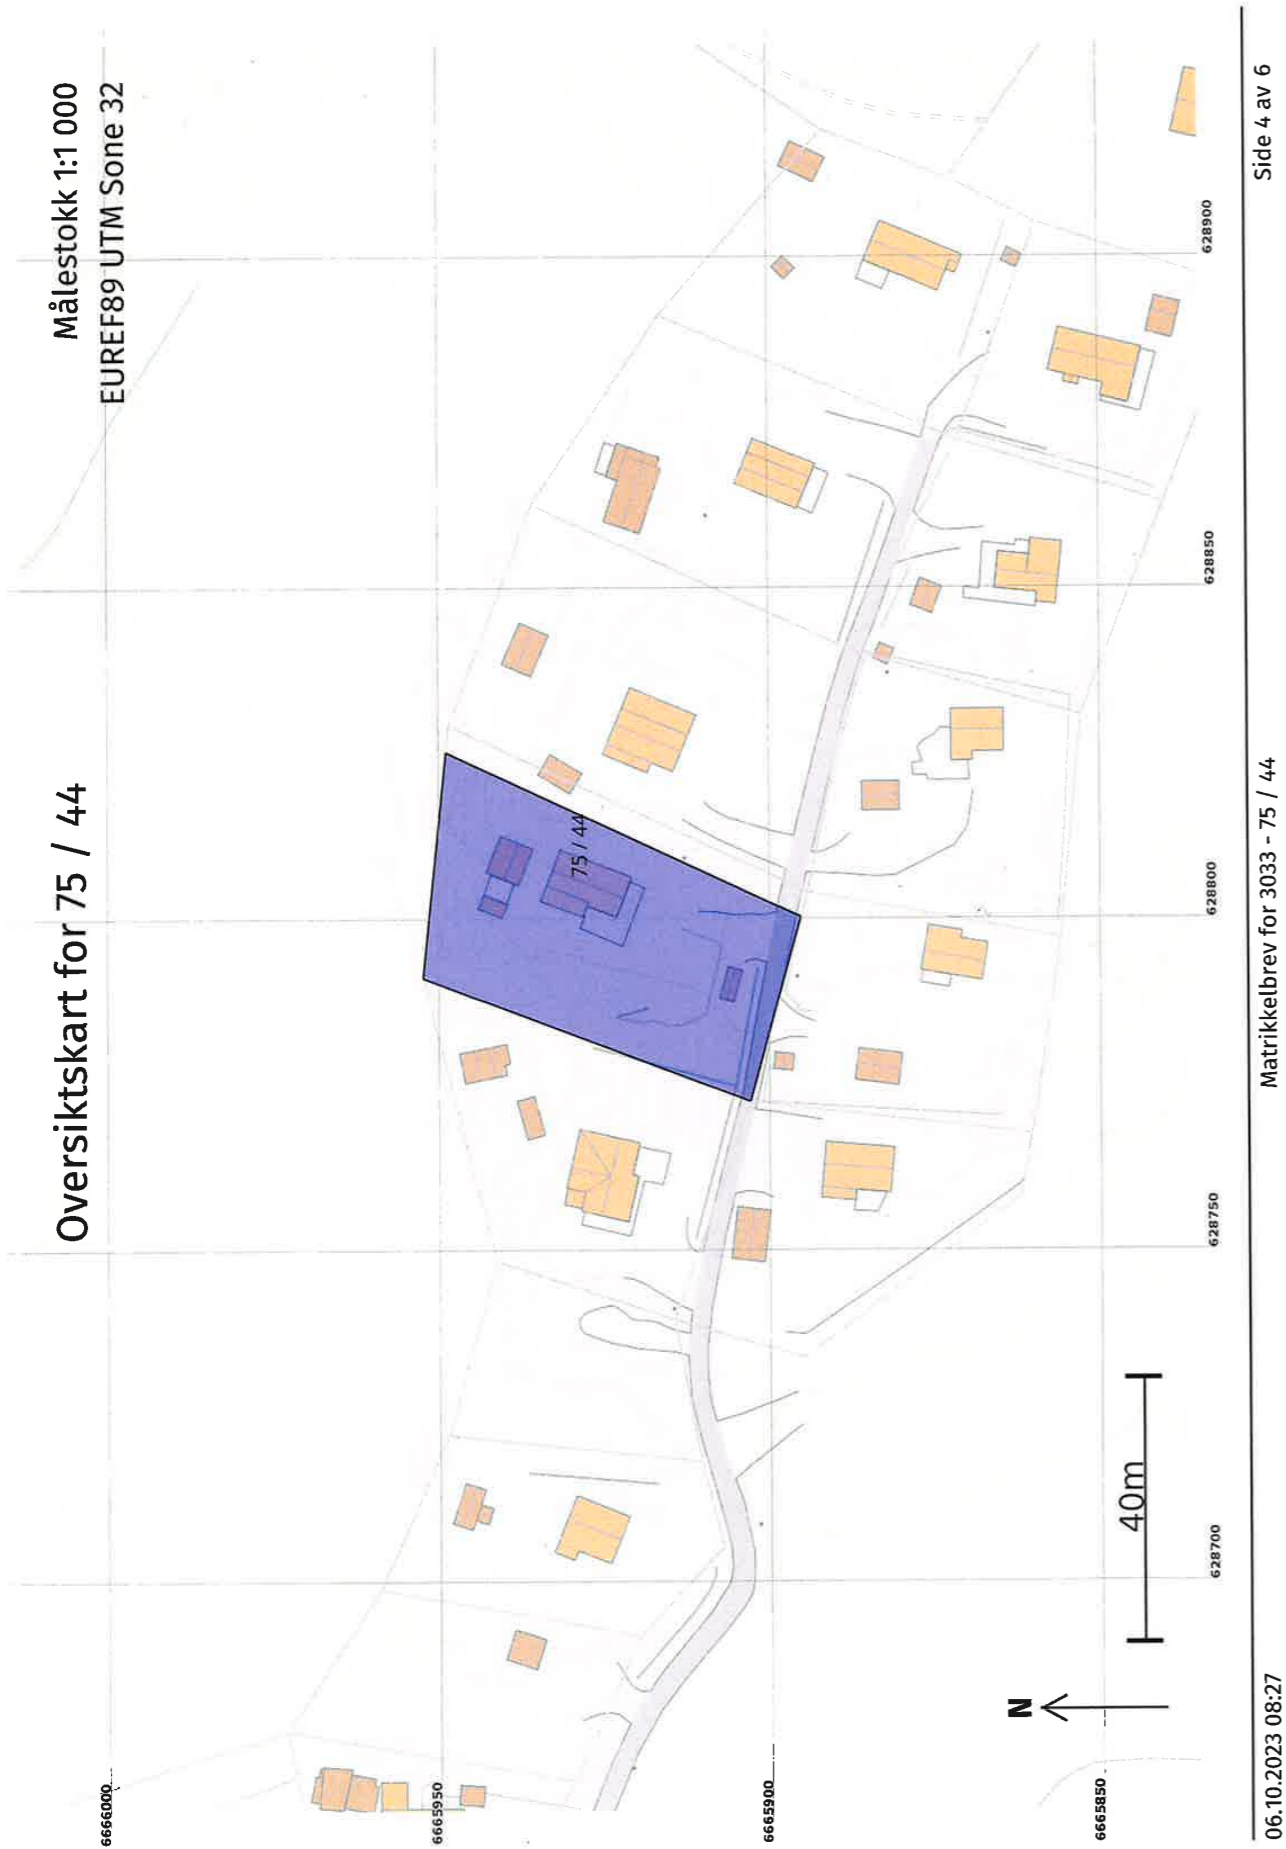 Oversiktskart for 75 / 44
Målestokk 1:1 000
EUREF89 UTM Sone 32
6666000
6665950
6665900
6665850
75 / 44
628700
628750
628800
628850
628900
N
40m
06.10.2023 08:27
Matrikkelbrev for 3033 - 75 / 44
Side 4 av 6